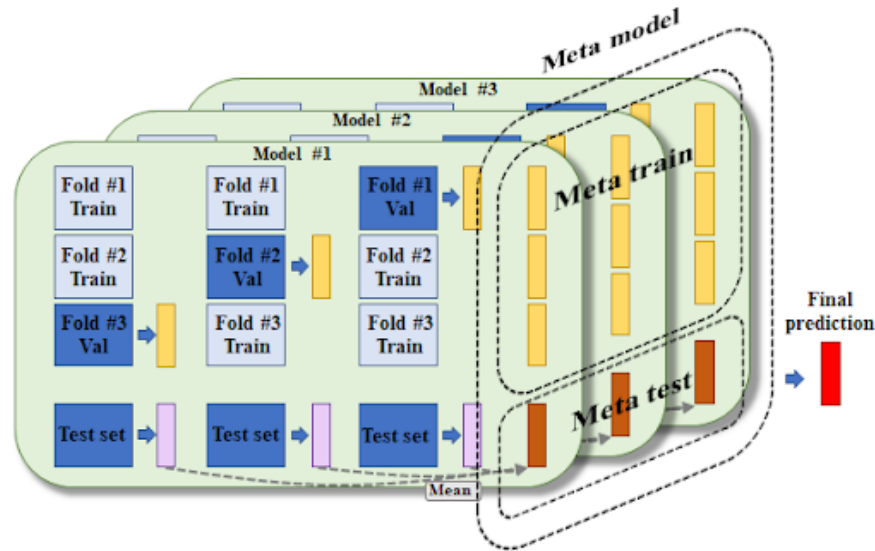 Meta model
Model #3
Model #2
Model #1
Meta train
Fold #1
Train
Fold #1
Train
Fold #1
Val
Fold #2
Train
Fold #2
Val
Fold #2
Train
Fold #3
Val
Fold #3
Train
Fold #3
Train
Final
prediction
Meta test
Test set
Test set
Test set
Mean